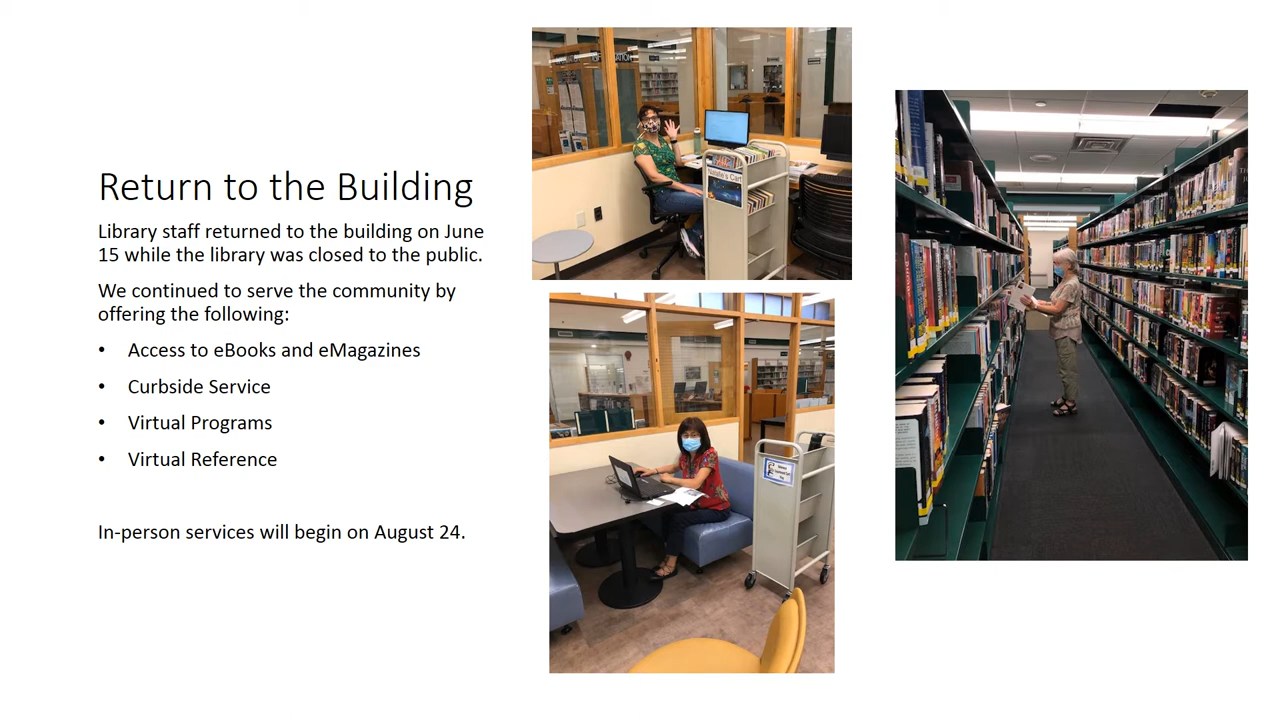 Return to the Building
Library staff returned to the building on June
15 while the library was closed to the public.
We continued to serve the community by
offering the following:
• Access to eBooks and eMagazines
• Curbside Service
• Virtual Programs
• Virtual Reference
In-person services will begin on August 24.
Natalie's Cart